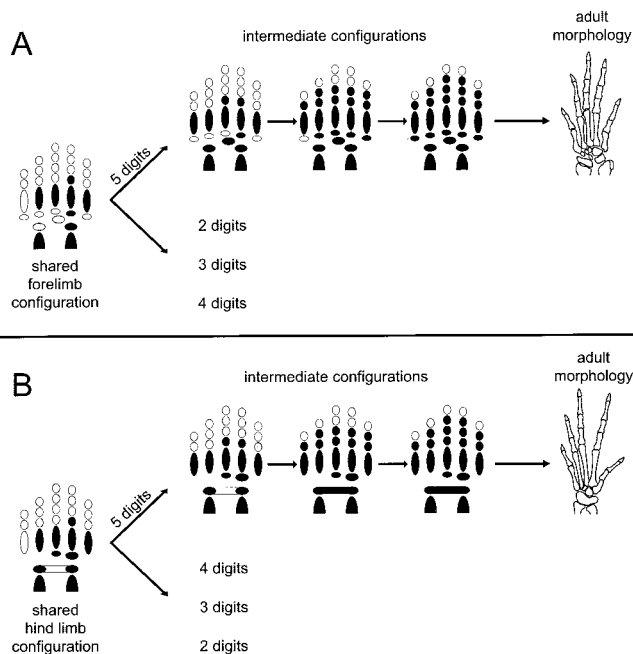 A
intermediate configurations
adult
morphology
5 digits
2 digits
3 digits
4 digits
shared
forelimb
configuration
B
intermediate configurations
adult
morphology
5 digits
4 digits
3 digits
2 digits
shared
hind limb
configuration